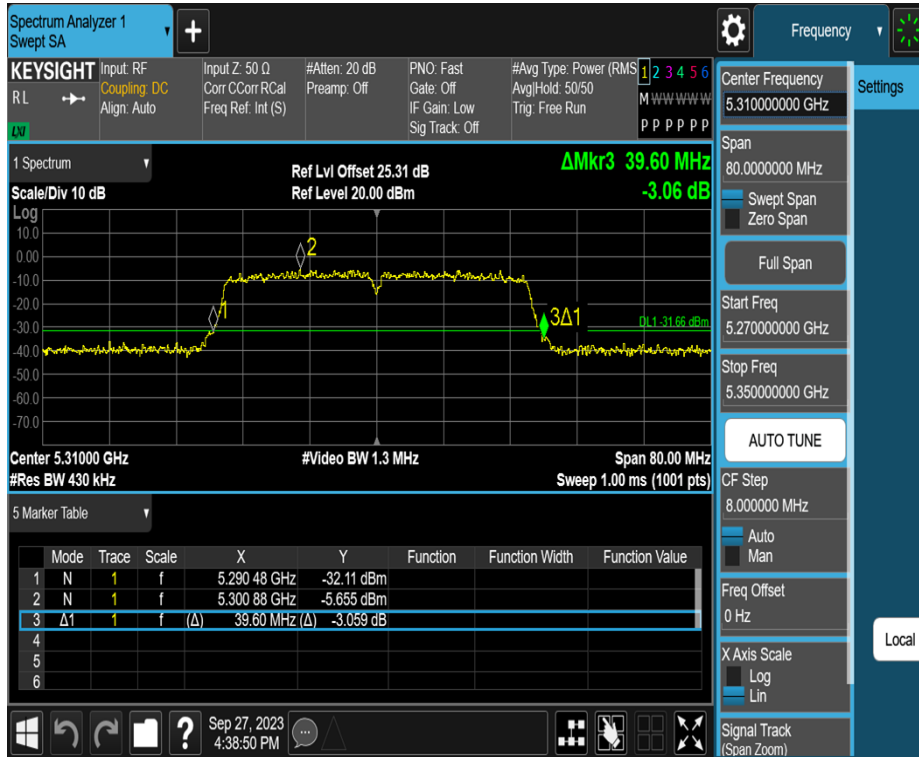 Spectrum Analyzer 1
Swept SA
+
Frequency
KEYSIGHT
R L
LXI
Input: RF
Coupling: DC
Align: Auto
Input Z: 50 Ω
Corr CCorr RCal
Freq Ref: Int (S)
#Atten: 20 dB
Preamp: Off
PNO: Fast
Gate: Off
IF Gain: Low
Sig Track: Off
#Avg Type: Power (RMS
Avg|Hold: 50/50
Trig: Free Run
1 2 3 4 5 6
M W W W W W
P P P P P P
1 Spectrum
Scale/Div 10 dB
Ref Lvl Offset 25.31 dB
Ref Level 20.00 dBm
ΔMkr3 39.60 MHz
-3.06 dB
Log
10.0
0.00
-10.0
-20.0
-30.0
-40.0
-50.0
-60.0
-70.0
1
2
3Δ1
DL1 -31.66 dBm
Center 5.31000 GHz
#Res BW 430 kHz
#Video BW 1.3 MHz
Span 80.00 MHz
Sweep 1.00 ms (1001 pts)
5 Marker Table
Mode Trace Scale X Y Function Function Width Function Value
1 N 1 f 5.290 48 GHz -32.11 dBm
2 N 1 f 5.300 88 GHz -5.655 dBm
3 Δ1 1 f (Δ) 39.60 MHz (Δ) -3.059 dB
4
5
6
?
Sep 27, 2023
4:38:50 PM
Center Frequency
5.310000000 GHz
Span
80.0000000 MHz
Swept Span
Zero Span
Full Span
Start Freq
5.270000000 GHz
Stop Freq
5.350000000 GHz
AUTO TUNE
CF Step
8.000000 MHz
Auto
Man
Freq Offset
0 Hz
X Axis Scale
Log
Lin
Signal Track
(Span Zoom)
Settings
Local